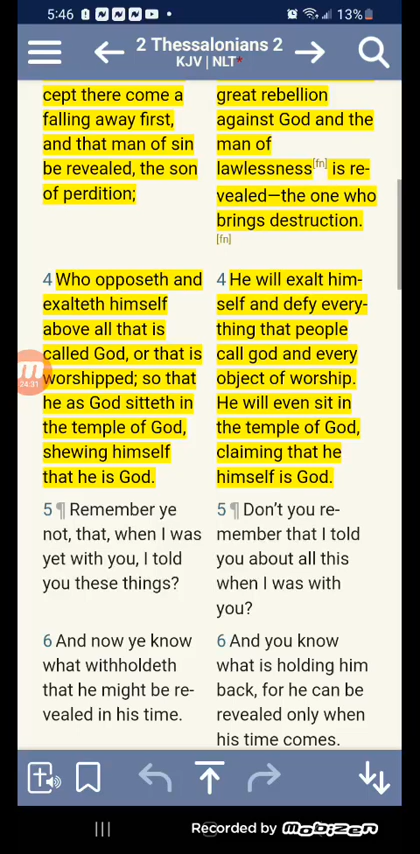 5:46
13%
2 Thessalonians 2
KJV | NLT*
cept there come a
falling away first,
and that man of sin
be revealed, the son
of perdition;
4 Who opposeth and
exalteth himself
above all that is
called God, or that is
worshipped; so that
he as God sitteth in
the temple of God,
shewing himself
that he is God.
5 ¶ Remember ye
not, that, when I was
yet with you, I told
you these things?
6 And now ye know
what withholdeth
that he might be re-
vealed in his time.
great rebellion
against God and the
man of
lawlessness[fn] is re-
vealed—the one who
brings destruction.
[fn]
4 He will exalt him-
self and defy every-
thing that people
call god and every
object of worship.
He will even sit in
the temple of God,
claiming that he
himself is God.
5 ¶ Don't you re-
member that I told
you about all this
when I was with
you?
6 And you know
what is holding him
back, for he can be
revealed only when
his time comes.
24:31
Recorded by mobizen